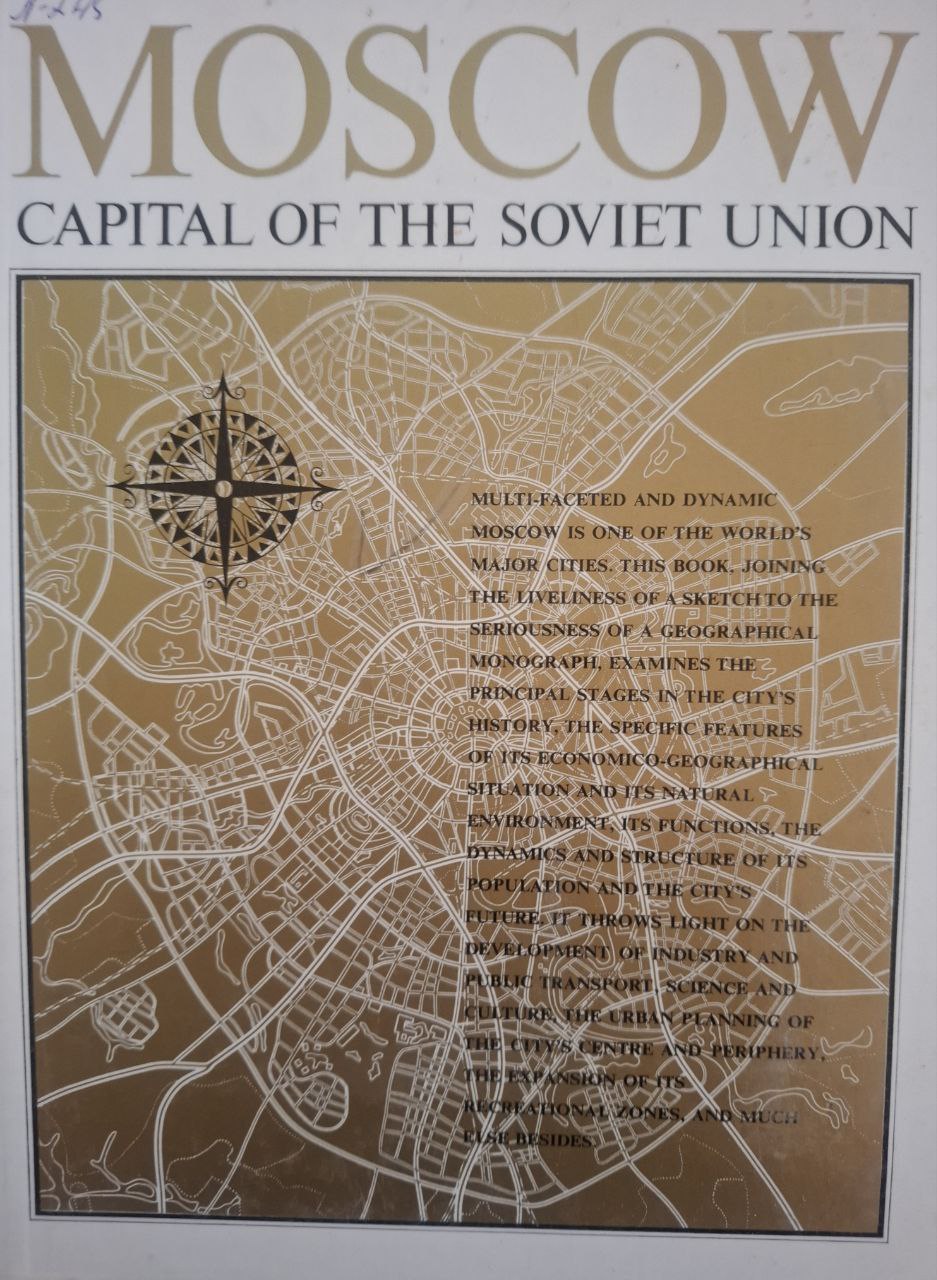 MOSCOW
CAPITAL OF THE SOVIET UNION
MULTI-FACETED AND DYNAMIC
MOSCOW IS ONE OF THE WORLD'S
MAJOR CITIES. THIS BOOK, JOINING
THE LIVELINESS OF A SKETCH TO THE
SERIOUSNESS OF A GEOGRAPHICAL
MONOGRAPH, EXAMINES THE
PRINCIPAL STAGES IN THE CITY'S
HISTORY, THE SPECIFIC FEATURES
OF ITS ECONOMICO-GEOGRAPHICAL
SITUATION AND ITS NATURAL
ENVIRONMENT, ITS FUNCTIONS, THE
DYNAMICS AND STRUCTURE OF ITS
POPULATION AND THE CITY'S
FUTURE. IT THROWS LIGHT ON THE
DEVELOPMENT OF INDUSTRY AND
PUBLIC TRANSPORT, SCIENCE AND
CULTURE, THE URBAN PLANNING OF
THE CITY'S CENTRE AND PERIPHERY,
THE EXPANSION OF ITS
RECREATIONAL ZONES, AND MUCH
ELSE BESIDES.